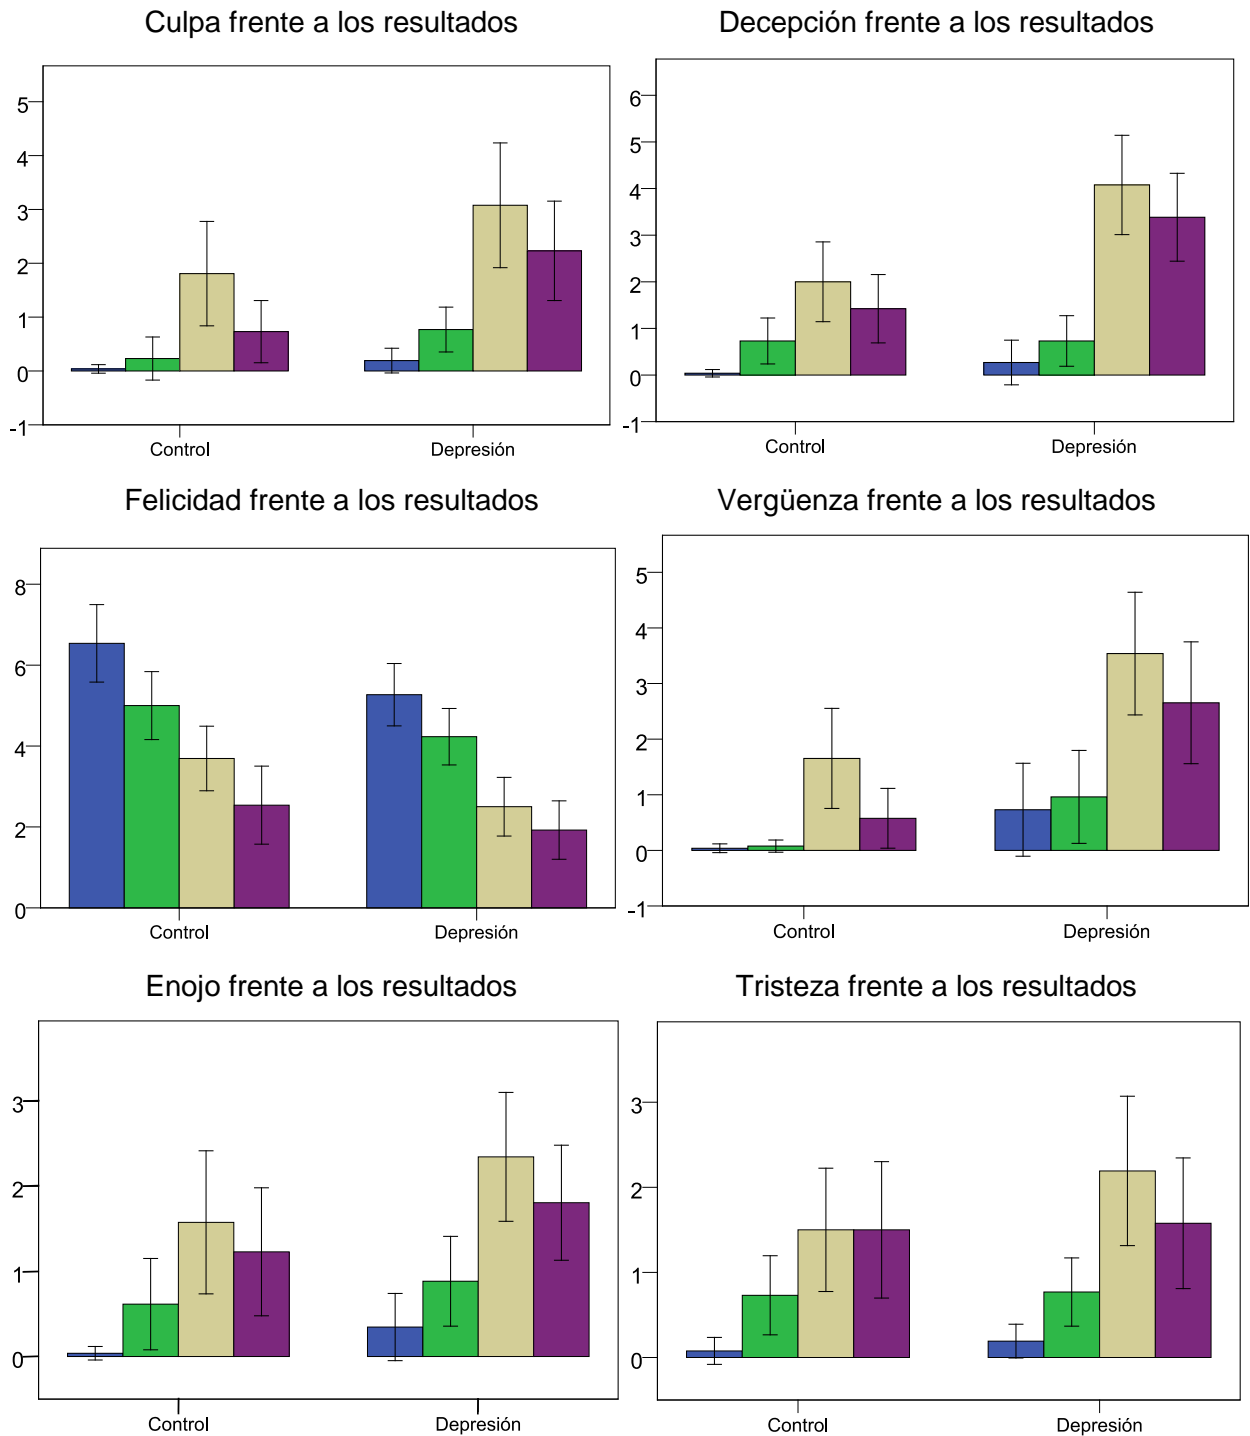 Culpa frente a los resultados
5
4
3
2
1
0
-1
Control Depresión
Decepción frente a los resultados
6
5
4
3
2
1
0
-1
Control Depresión
Felicidad frente a los resultados
8
6
4
2
0
Control Depresión
Vergüenza frente a los resultados
5
4
3
2
1
0
-1
Control Depresión
Enojo frente a los resultados
3
2
1
0
Control Depresión
Tristeza frente a los resultados
3
2
1
0
Control Depresión